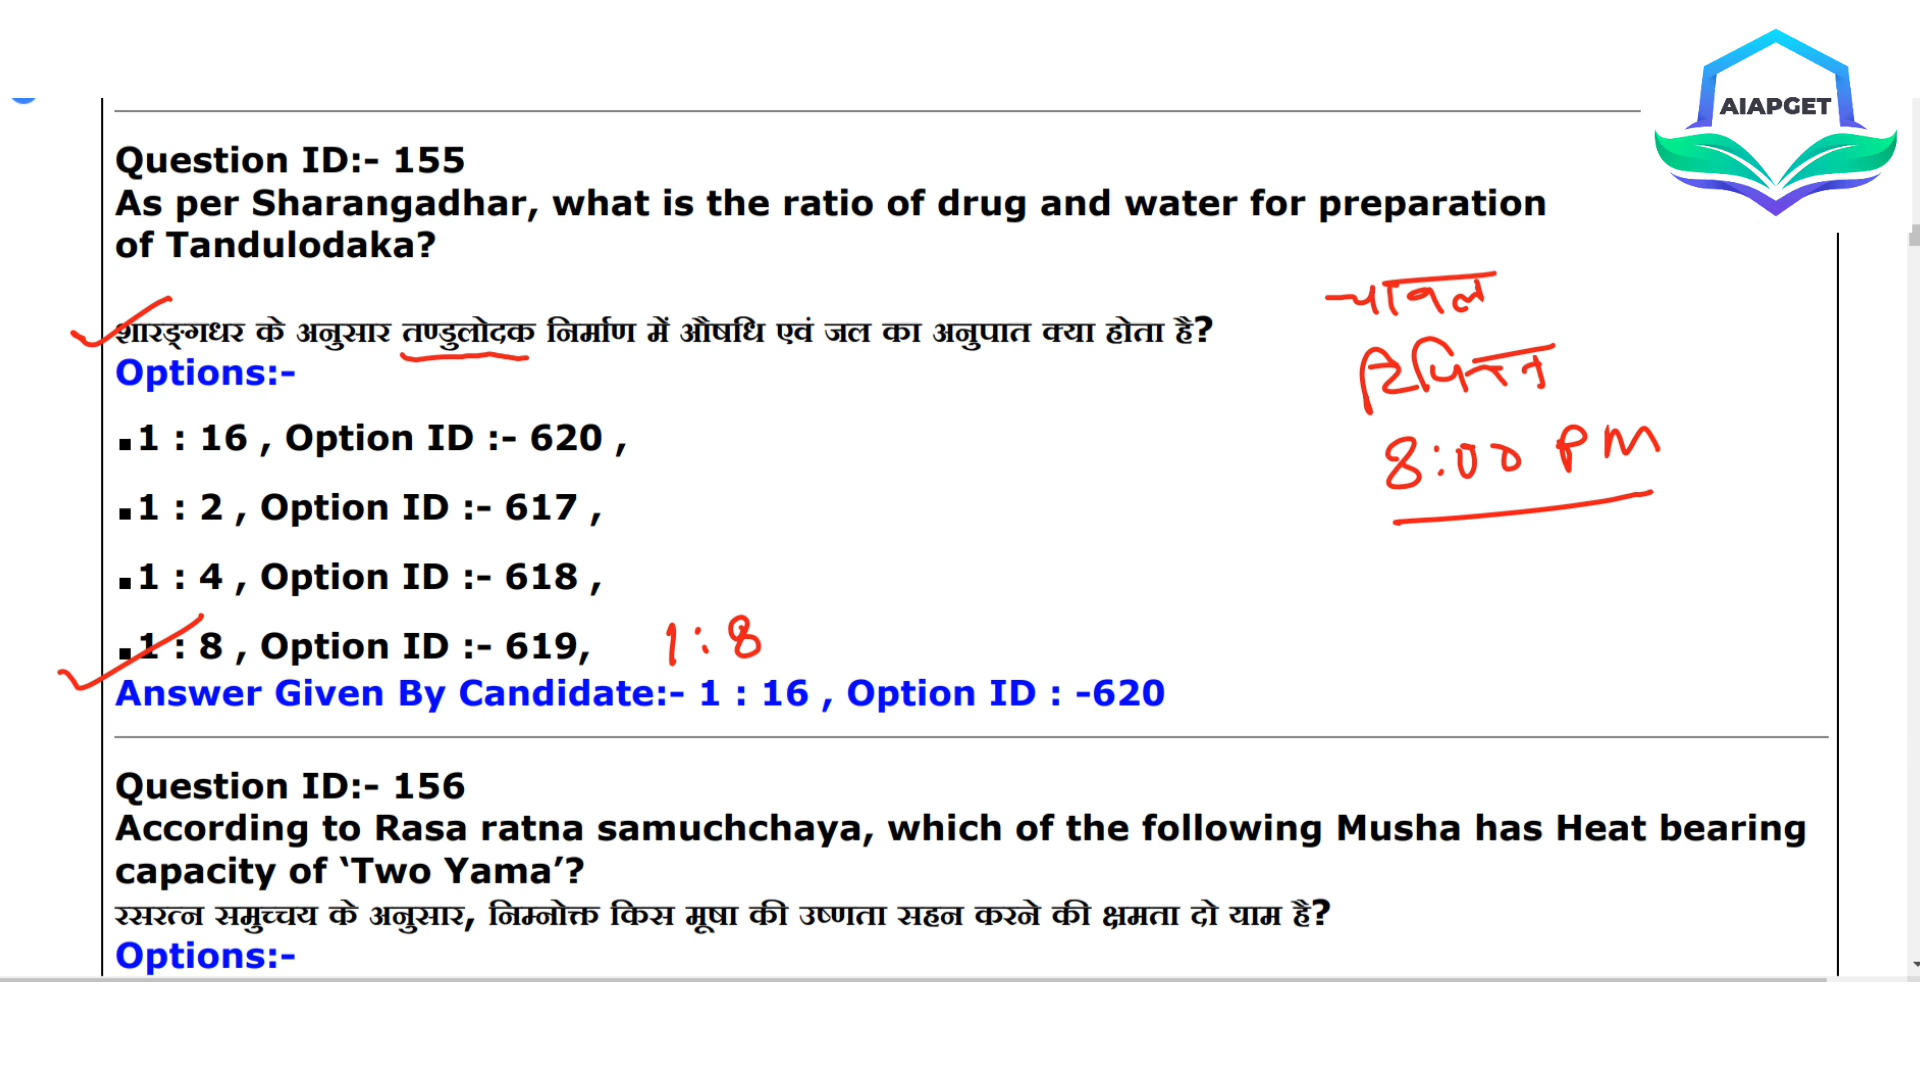 AIAPGET
Question ID:- 155
As per Sharangadhar, what is the ratio of drug and water for preparation
of Tandulodaka?
चावल
शारङ्गधर के अनुसार तण्डुलोदक निर्माण में औषधि एवं जल का अनुपात क्या होता है?
टिफिन
Options:-
8:00 PM
1 : 16 , Option ID :- 620 ,
1 : 2 , Option ID :- 617 ,
1 : 4 , Option ID :- 618 ,
1 : 8 , Option ID :- 619,
1 : 8
Answer Given By Candidate:- 1 : 16 , Option ID : -620
Question ID:- 156
According to Rasa ratna samuchchaya, which of the following Musha has Heat bearing
capacity of ‘Two Yama’?
रसरत्न समुच्चय के अनुसार, निम्नोक्त किस मूषा की उष्णता सहन करने की क्षमता दो याम है?
Options:-